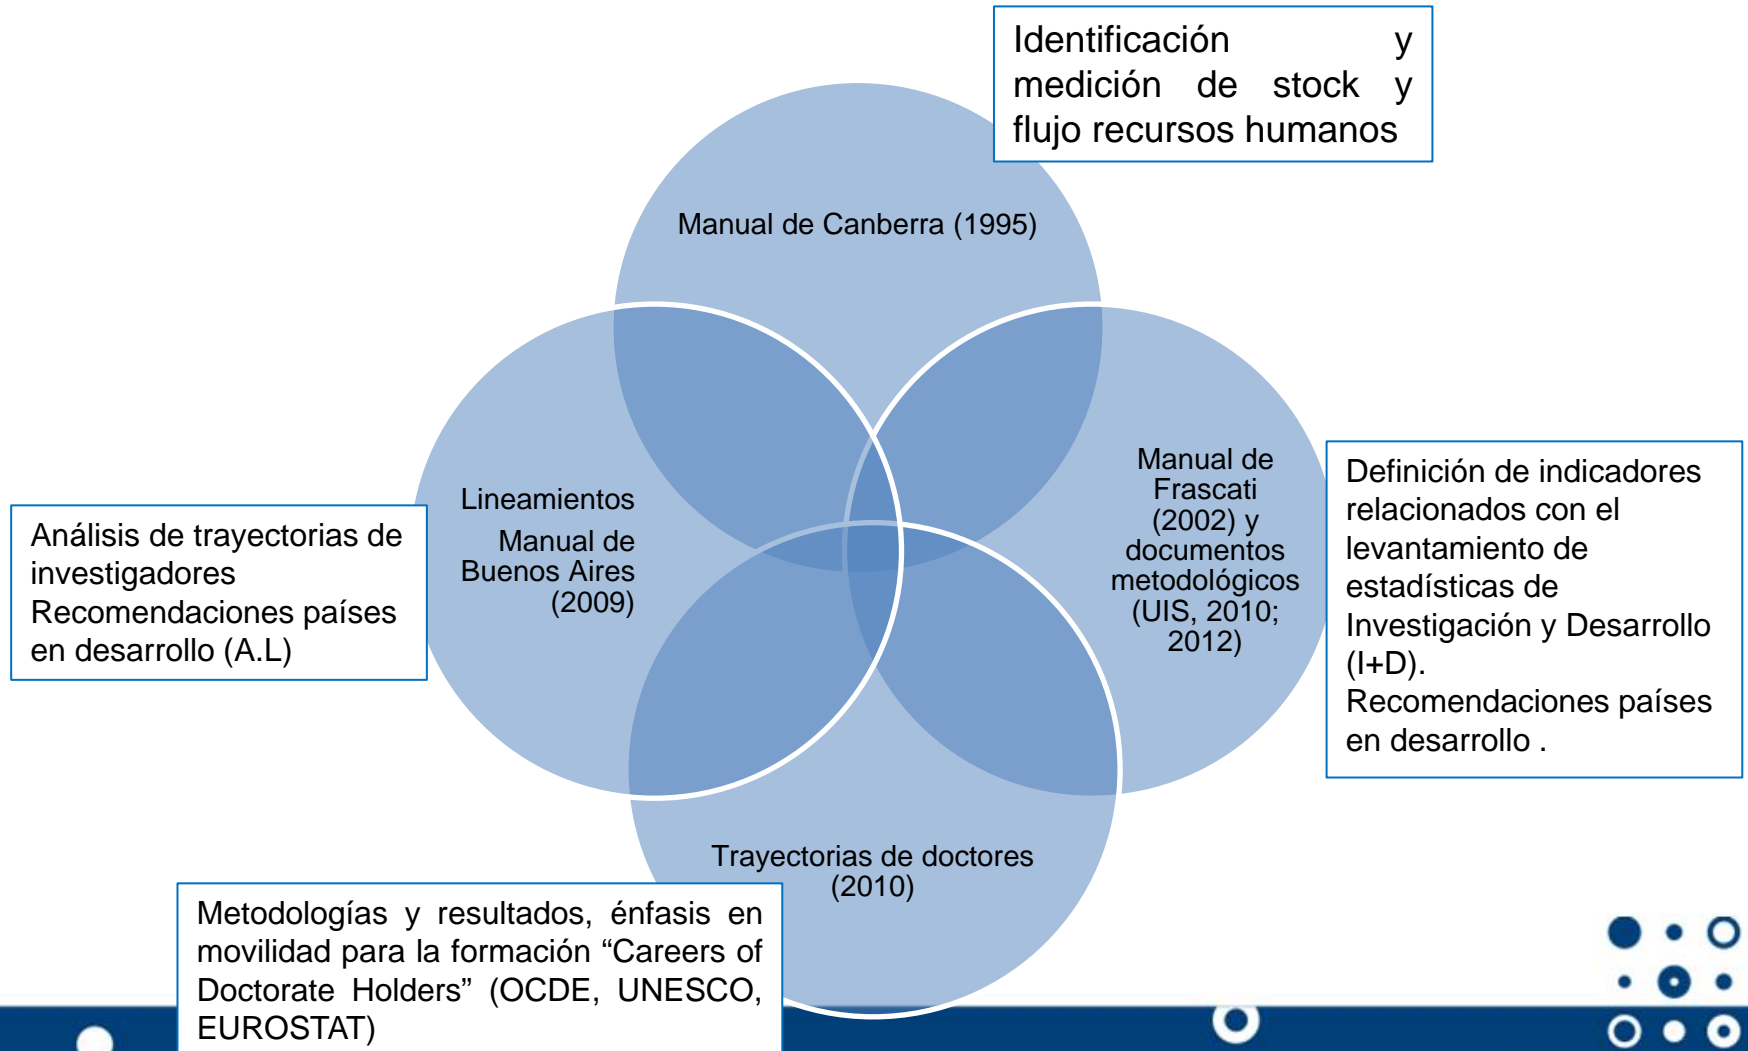 Identificación y
medición de stock y
flujo recursos humanos
Manual de Canberra (1995)
Lineamientos
Manual de
Buenos Aires
(2009)
Análisis de trayectorias de
investigadores
Recomendaciones países
en desarrollo (A.L)
Manual de
Frascati
(2002) y
documentos
metodológicos
(UIS, 2010;
2012)
Definición de indicadores
relacionados con el
levantamiento de
estadísticas de
Investigación y Desarrollo
(I+D).
Recomendaciones países
en desarrollo .
Trayectorias de doctores
(2010)
Metodologías y resultados, énfasis en
movilidad para la formación “Careers of
Doctorate Holders” (OCDE, UNESCO,
EUROSTAT)